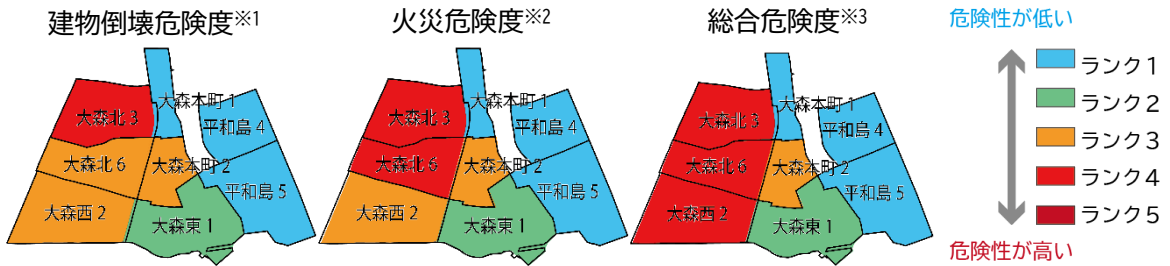 建物倒壊危険度※1
火災危険度※2
総合危険度※3
危険性が低い
大森本町1
大森北3
平和島4
大森北6
大森本町2
平和島5
大森西2
大森東1
大森本町1
大森北3
平和島4
大森北6
大森本町2
平和島5
大森西2
大森東1
大森本町1
大森北3
平和島4
大森北6
大森本町2
平和島5
大森西2
大森東1
ランク1
ランク2
ランク3
ランク4
ランク5
危険性が高い